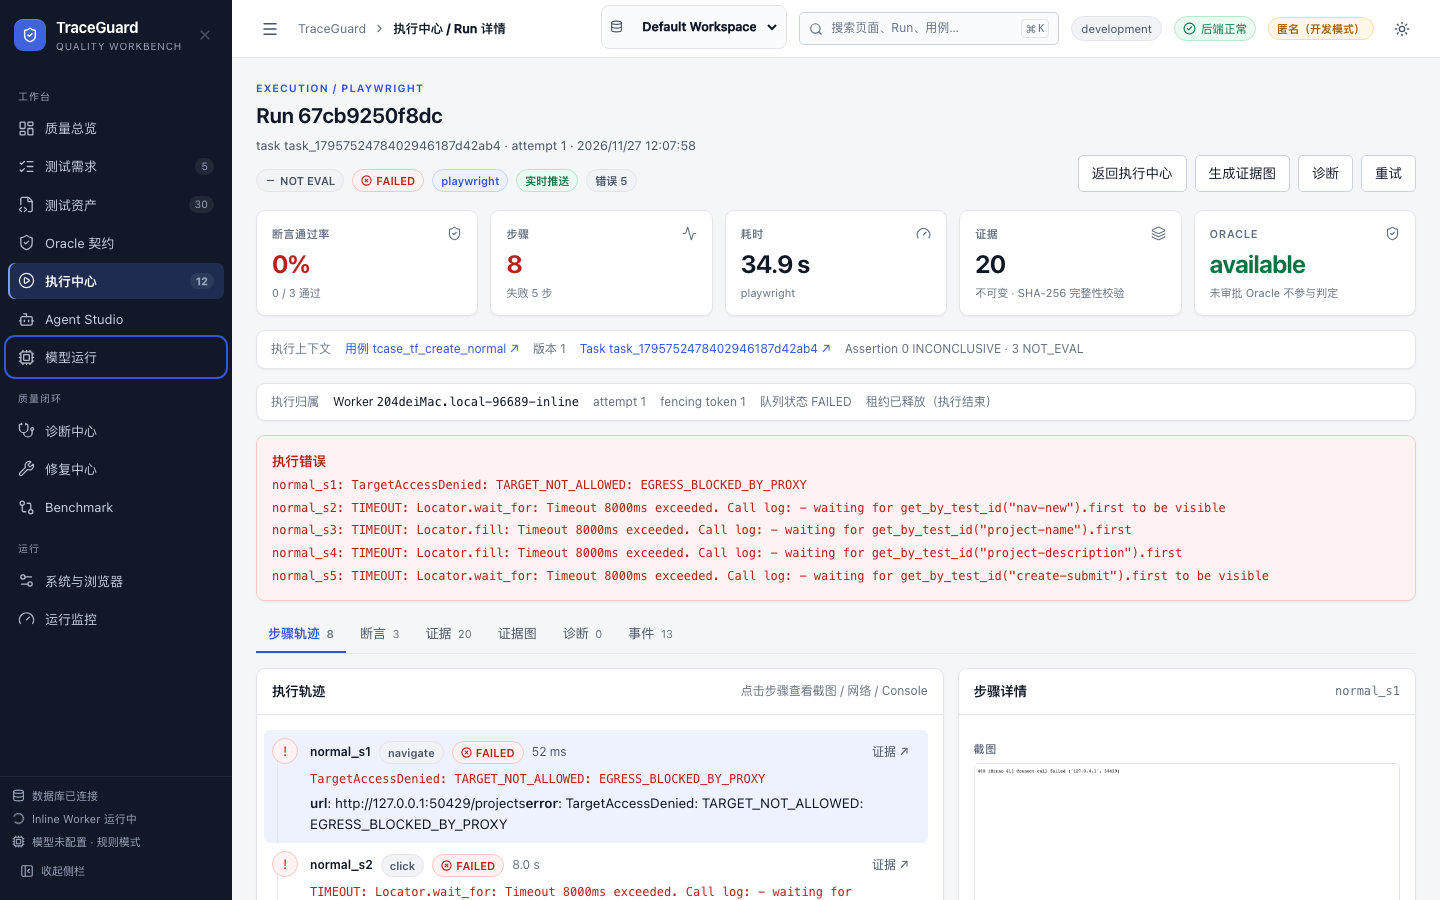 TraceGuard
QUALITY WORKBENCH
工作台
质量总览
测试需求 5
测试资产 30
Oracle 契约
执行中心 12
Agent Studio
模型运行
质量闭环
诊断中心
修复中心
Benchmark
运行
系统与浏览器
运行监控
数据库已连接
Inline Worker 运行中
模型未配置 · 规则模式
收起侧栏
TraceGuard › 执行中心 / Run 详情
Default Workspace
搜索页面、Run、用例... ⌘ K
development
后端正常
匿名（开发模式）
EXECUTION / PLAYWRIGHT
Run 67cb9250f8dc
task task_1795752478402946187d42ab4 · attempt 1 · 2026/11/27 12:07:58
— NOT EVAL FAILED playwright 实时推送 错误 5
返回执行中心 生成证据图 诊断 重试
断言通过率
0%
0 / 3 通过
步骤
8
失败 5 步
耗时
34.9 s
playwright
证据
20
不可变 · SHA-256 完整性校验
ORACLE
available
未审批 Oracle 不参与判定
执行上下文 用例 tcase_tf_create_normal ↗ 版本 1 Task task_1795752478402946187d42ab4 ↗ Assertion 0 INCONCLUSIVE · 3 NOT_EVAL
执行归属 Worker 204deiMac.local-96689-inline attempt 1 fencing token 1 队列状态 FAILED 租约已释放（执行结束）
执行错误
normal_s1: TargetAccessDenied: TARGET_NOT_ALLOWED: EGRESS_BLOCKED_BY_PROXY
normal_s2: TIMEOUT: Locator.wait_for: Timeout 8000ms exceeded. Call log: - waiting for get_by_test_id("nav-new").first to be visible
normal_s3: TIMEOUT: Locator.fill: Timeout 8000ms exceeded. Call log: - waiting for get_by_test_id("project-name").first
normal_s4: TIMEOUT: Locator.fill: Timeout 8000ms exceeded. Call log: - waiting for get_by_test_id("project-description").first
normal_s5: TIMEOUT: Locator.wait_for: Timeout 8000ms exceeded. Call log: - waiting for get_by_test_id("create-submit").first to be visible
步骤轨迹 8 断言 3 证据 20 证据图 诊断 0 事件 13
执行轨迹 点击步骤查看截图 / 网络 / Console
! normal_s1 navigate FAILED 52 ms 证据 ↗
TargetAccessDenied: TARGET_NOT_ALLOWED: EGRESS_BLOCKED_BY_PROXY
url: http://127.0.0.1:50429/projectserror: TargetAccessDenied: TARGET_NOT_ALLOWED:
EGRESS_BLOCKED_BY_PROXY
! normal_s2 click FAILED 8.0 s 证据 ↗
TIMEOUT: Locator.wait_for: Timeout 8000ms exceeded. Call log: - waiting for
步骤详情 normal_s1
截图